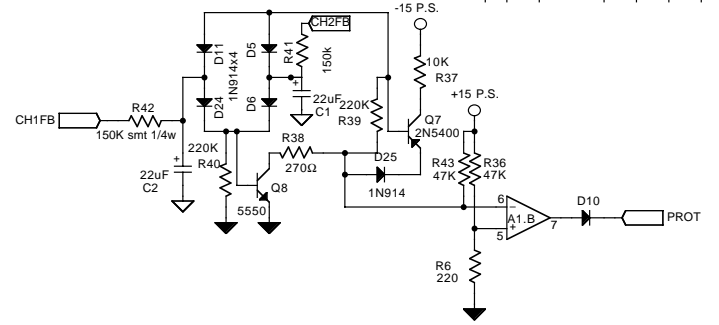 -15 P.S.
CH2FB
R41
150k
D11
D5
1N914x4
10K
R37
+15 P.S.
D24
D6
22uF
C1
220K
R39
Q7
2N5400
CH1FB
R42
150K smt 1/4w
220K
R40
R38
270Ω
D25
1N914
R43
47K
R36
47K
22uF
C2
Q8
5550
6
A1.B
5
7
D10
PROT
R6
220